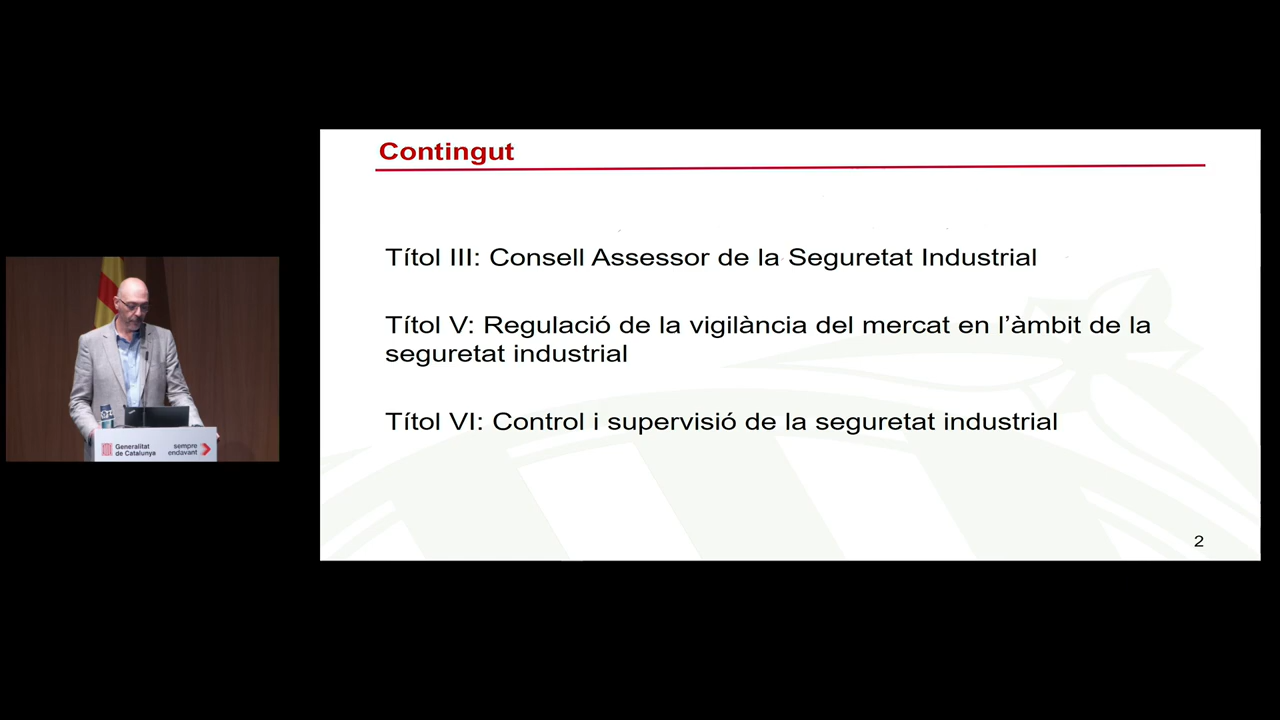 Contingut
Títol III: Consell Assessor de la Seguretat Industrial
Títol V: Regulació de la vigilància del mercat en l’àmbit de la
seguretat industrial
Títol VI: Control i supervisió de la seguretat industrial
2
Generalitat
de Catalunya
sempre
endavant